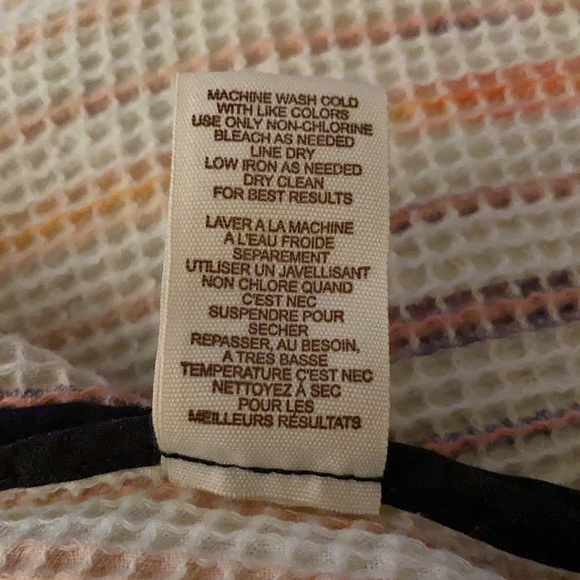 MACHINE WASH COLD
WITH LIKE COLORS
USE ONLY NON-CHLORINE
BLEACH AS NEEDED
LINE DRY
LOW IRON AS NEEDED
DRY CLEAN
FOR BEST RESULTS
LAVER A LA MACHINE
A L'EAU FROIDE
SEPAREMENT
UTILISER UN JAVELLISANT
NON CHLORE QUAND
C'EST NEC
SUSPENDRE POUR
SECHER
REPASSER, AU BESOIN,
A TRES BASSE
TEMPERATURE C'EST NEC
NETTOYEZ À SEC
POUR LES
MEILLEURS RÉSULTATS